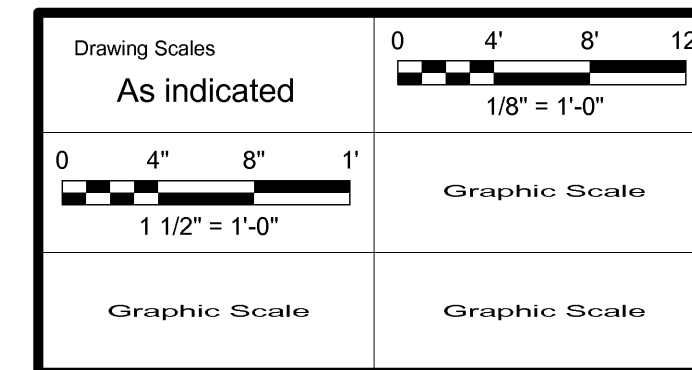 Drawing Scales
As indicated
0 4' 8' 12
1/8" = 1'-0"
0 4" 8" 1'
1 1/2" = 1'-0"
Graphic Scale
Graphic Scale
Graphic Scale